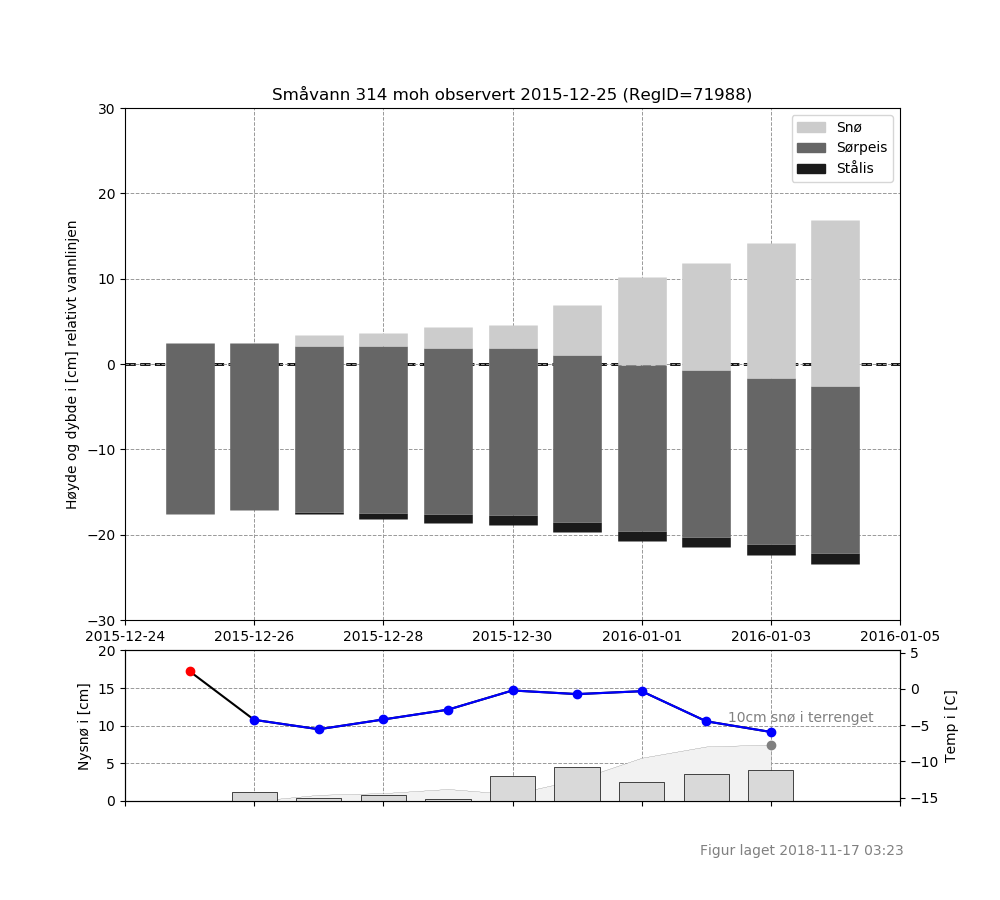 Småvann 314 moh observert 2015-12-25 (RegID=71988)
30
20
10
0
−10
−20
−30
Høyde og dybde i [cm] relativt vannlinjen
Snø
Sørpeis
Stålis
2015-12-24 2015-12-26 2015-12-28 2015-12-30 2016-01-01 2016-01-03 2016-01-05
20
15
10
5
0
Nysnø i [cm]
10cm snø i terrenget
5
0
−5
−10
−15
Temp i [C]
Figur laget 2018-11-17 03:23